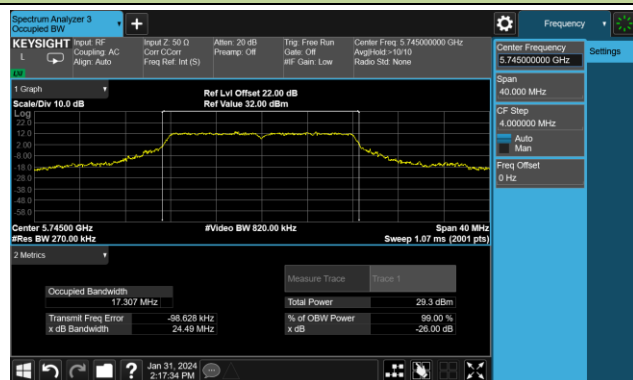 Spectrum Analyzer 3
Occupied BW
Frequency
KEYSIGHT
Input: RF
Coupling: AC
Align: Auto
Input Z: 50 Ω
Corr CCorr
Freq Ref: Int (S)
Atten: 20 dB
Preamp: Off
Trig: Free Run
Gate: Off
#IF Gain: Low
Center Freq: 5.745000000 GHz
Avg|Hold:>10/10
Radio Std: None
L
LXI
Center Frequency
5.745000000 GHz
Settings
Span
40.000 MHz
CF Step
4.000000 MHz
Auto
Man
Freq Offset
0 Hz
1 Graph
Scale/Div 10.0 dB
Ref Lvl Offset 22.00 dB
Ref Value 32.00 dBm
Log
22.0
12.0
2.00
-8.00
-18.0
-28.0
-38.0
-48.0
-58.0
Center 5.74500 GHz
#Video BW 820.00 kHz
Span 40 MHz
#Res BW 270.00 kHz
Sweep 1.07 ms (2001 pts)
2 Metrics
Measure Trace
Trace 1
Occupied Bandwidth
17.307 MHz
Total Power
29.3 dBm
Transmit Freq Error
-98.628 kHz
% of OBW Power
99.00 %
x dB Bandwidth
24.49 MHz
x dB
-26.00 dB
?
Jan 31, 2024
2:17:34 PM